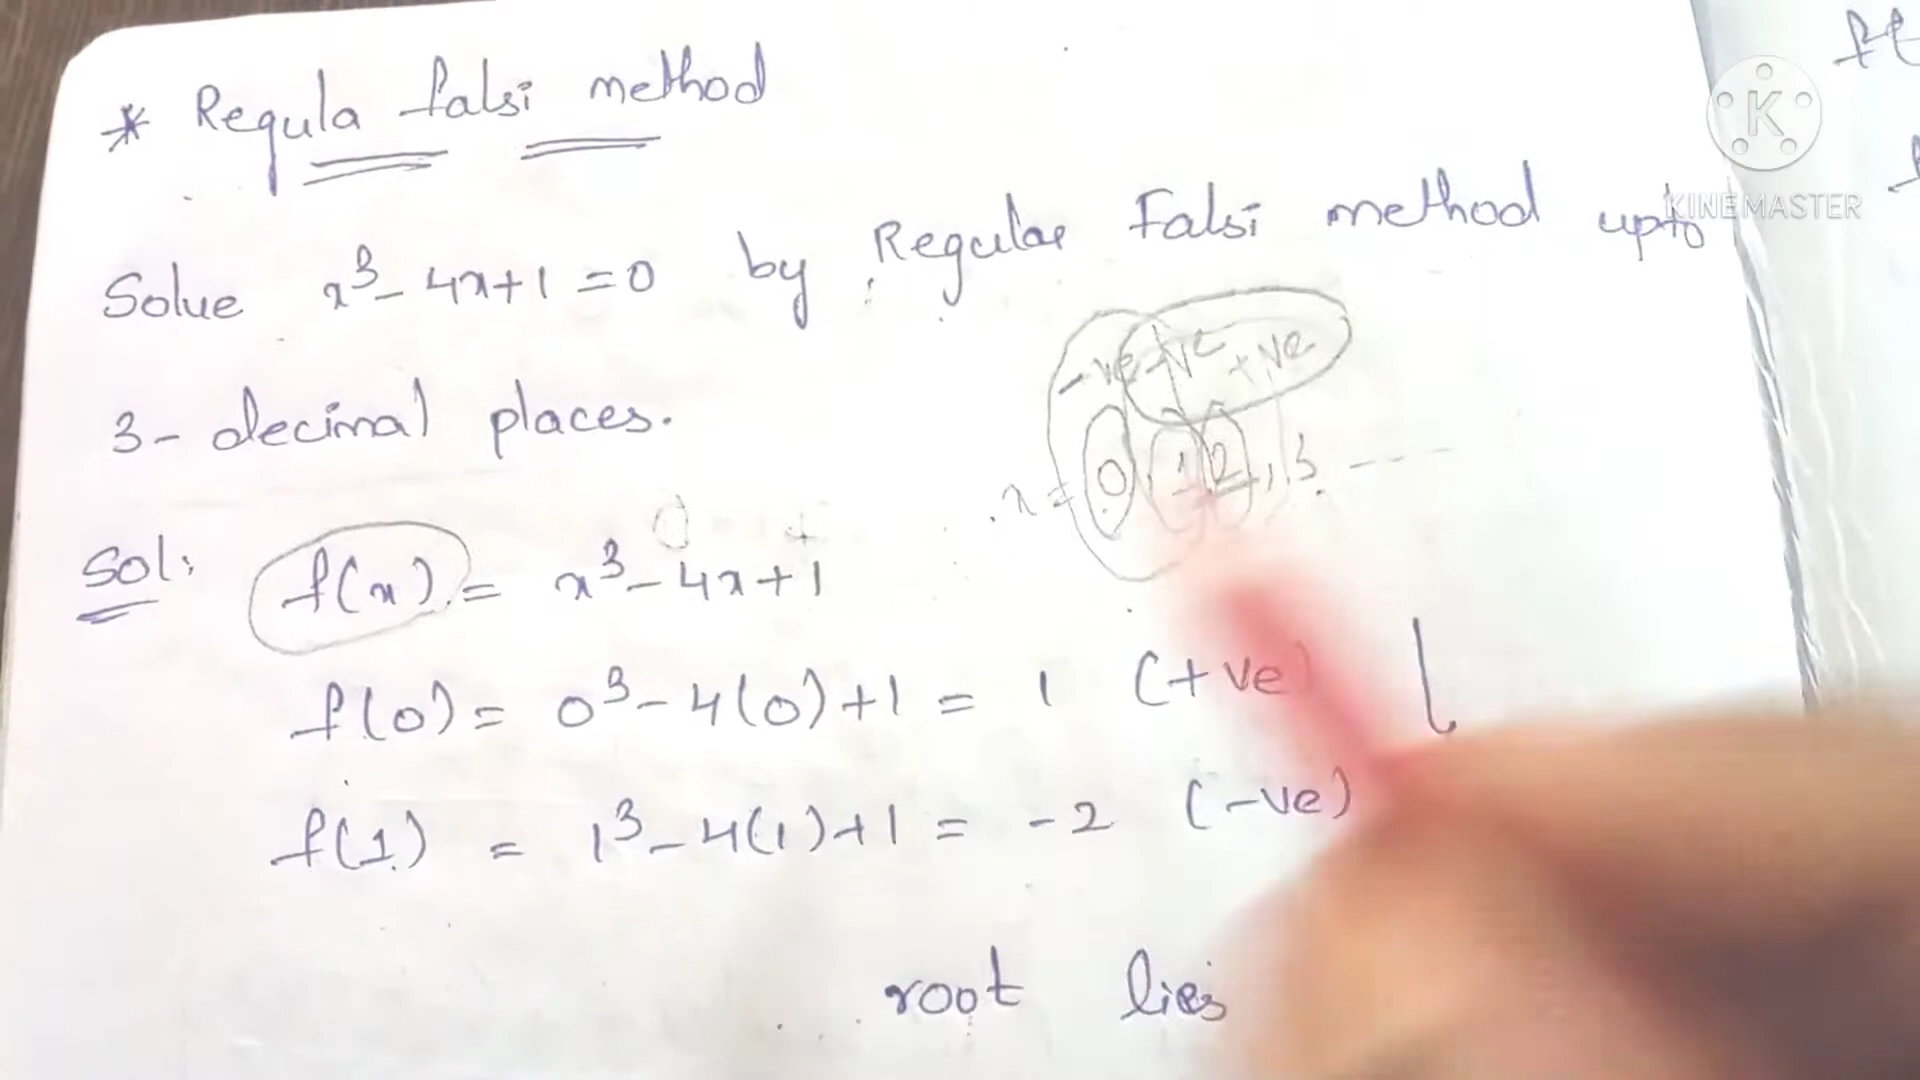 * Regula falsi method
Solve x³-4x+1=0 by Regular Falsi method upto
3-decimal places.
-ve -ve +ve
x = 0, 1, 2, 3 ----
Sol: f(x) = x³-4x+1
f(0) = 0³-4(0)+1 = 1 (+ve)
f(1) = 1³-4(1)+1 = -2 (-ve)
root lies
K
KINEMASTER